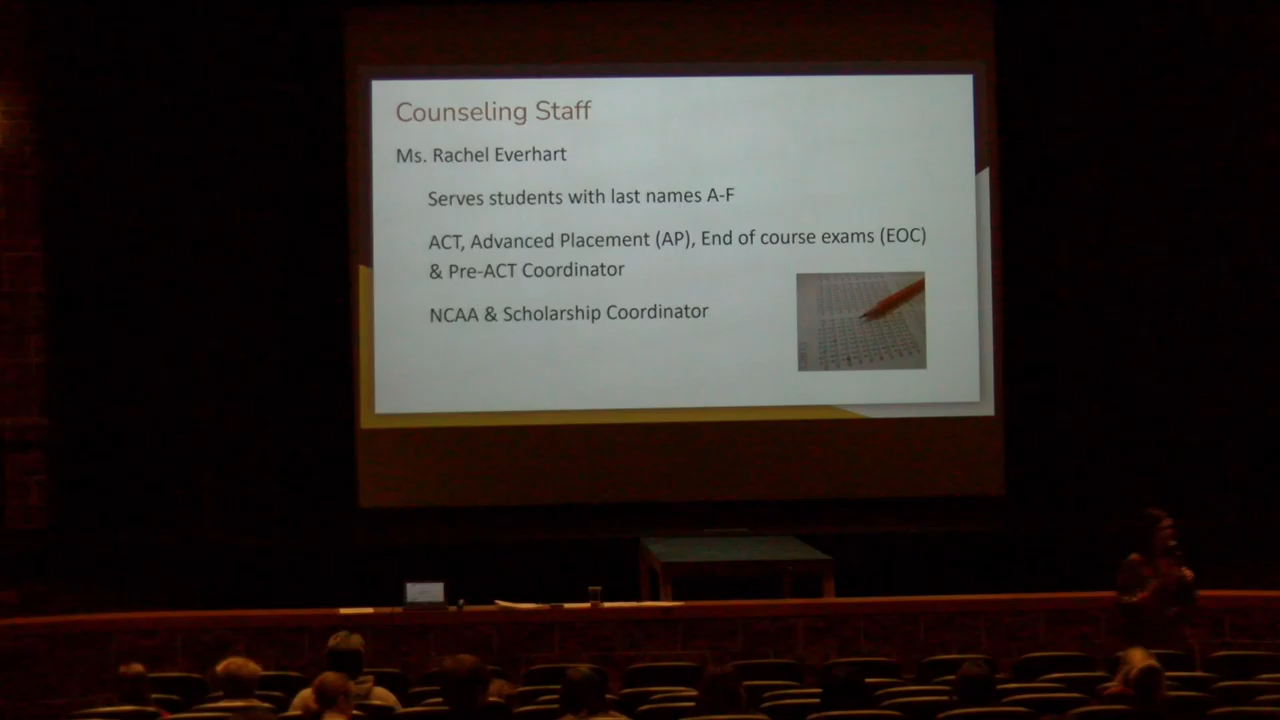 Counseling Staff
Ms. Rachel Everhart
Serves students with last names A-F
ACT, Advanced Placement (AP), End of course exams (EOC)
& Pre-ACT Coordinator
NCAA & Scholarship Coordinator